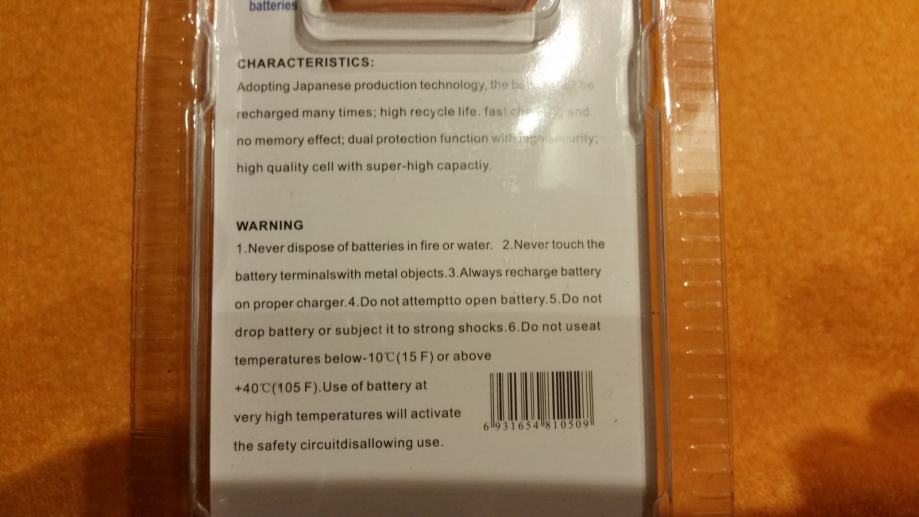 batteries
CHARACTERISTICS:
Adopting Japanese production technology, the be
recharged many times; high recycle life, fast and
no memory effect; dual protection function with high security;
high quality cell with super-high capactiy.
WARNING
1.Never dispose of batteries in fire or water. 2.Never touch the
battery terminalswith metal objects.3.Always recharge battery
on proper charger.4.Do not attemptto open battery.5.Do not
drop battery or subject it to strong shocks.6.Do not useat
temperatures below-10℃(15 F) or above
+40℃(105 F).Use of battery at
very high temperatures will activate
the safety circuitdisallowing use.
6 931654 810509